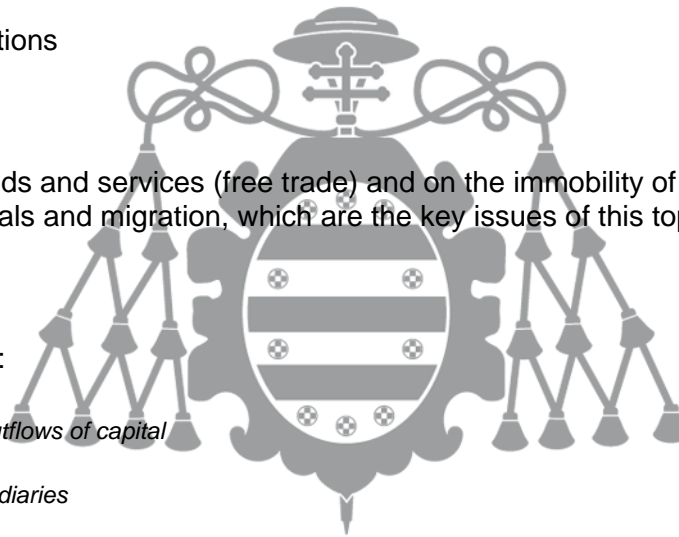 tions
ds and services (free trade) and on the immobility of
als and migration, which are the key issues of this top
:
utflows of capital
diaries